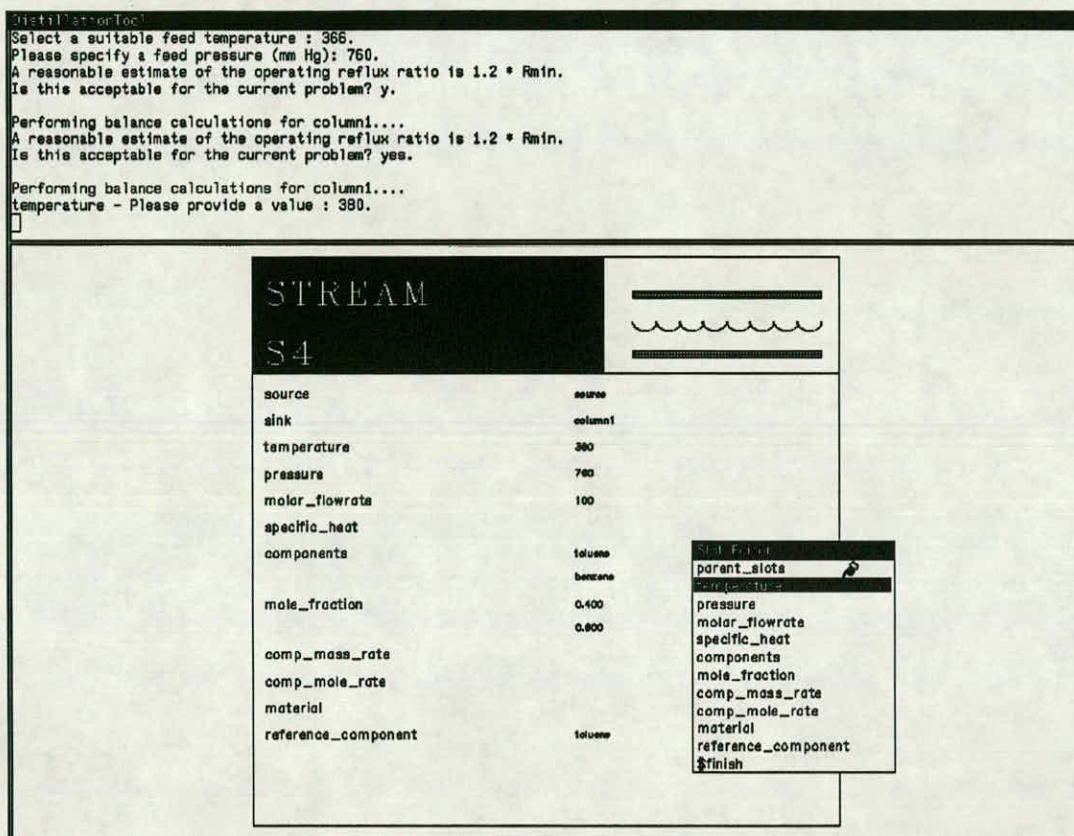 DistillationTool
Select a suitable feed temperature : 366.
Please specify a feed pressure (mm Hg): 760.
A reasonable estimate of the operating reflux ratio is 1.2 * Rmin.
Is this acceptable for the current problem? y.
Performing balance calculations for column1....
A reasonable estimate of the operating reflux ratio is 1.2 * Rmin.
Is this acceptable for the current problem? yes.
Performing balance calculations for column1....
temperature - Please provide a value : 380.
STREAM
S4
source source
sink column1
temperature 380
pressure 760
molar_flowrate 100
specific_heat
components toluene
benzene
mole_fraction 0.400
0.600
comp_mass_rate
comp_mole_rate
material
reference_component toluene
Slot Editor
parent_slots
temperature
pressure
molar_flowrate
specific_heat
components
mole_fraction
comp_mass_rate
comp_mole_rate
material
reference_component
$finish